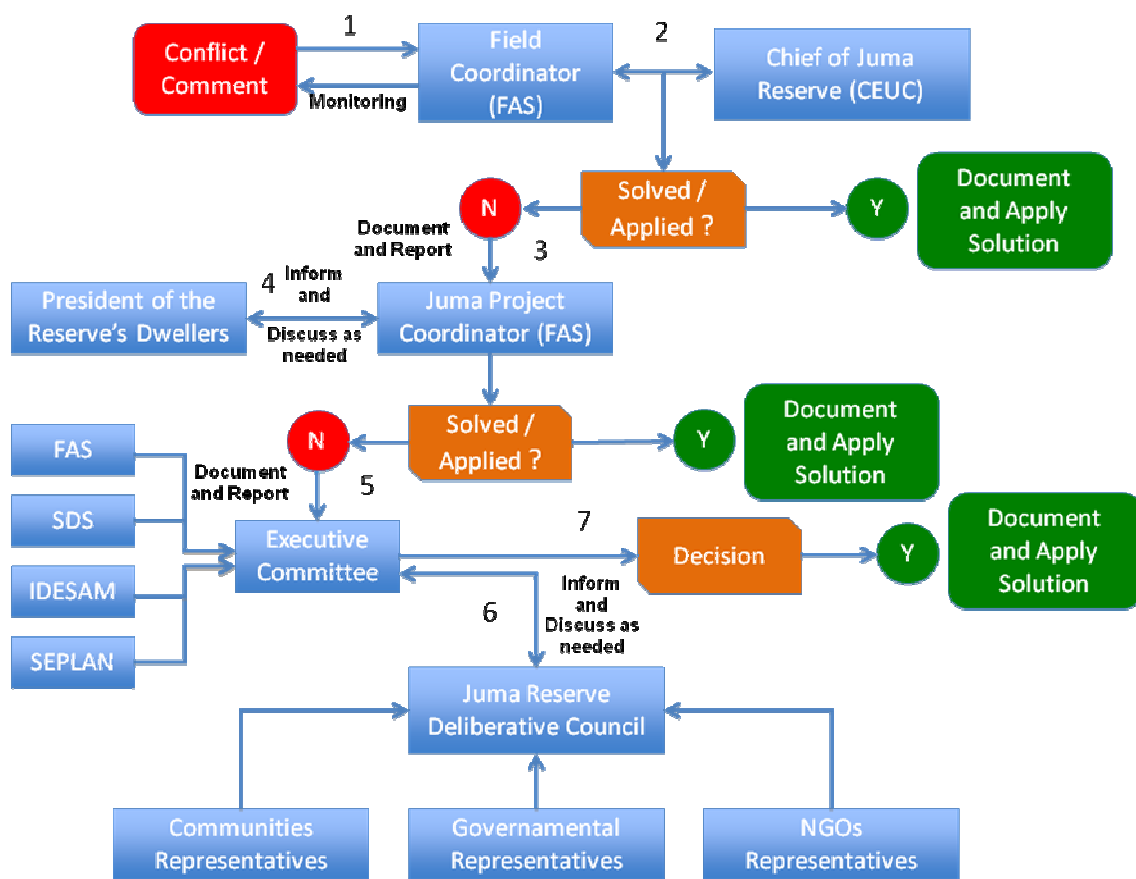 1
2
Conflict /
Comment
Field
Coordinator
(FAS)
Chief of Juma
Reserve (CEUC)
Monitoring
Solved /
Applied ?
N
Y
Document
and Apply
Solution
Document
and Report
3
4
Inform
and
Discuss as
needed
President of the
Reserve's Dwellers
Juma Project
Coordinator (FAS)
Solved /
Applied ?
N
Y
Document
and Apply
Solution
Document
and Report
5
FAS
SDS
IDESAM
SEPLAN
Executive
Committee
7
Decision
Y
Document
and Apply
Solution
6
Inform
and
Discuss as
needed
Juma Reserve
Deliberative Council
Communities
Representatives
Governamental
Representatives
NGOs
Representatives